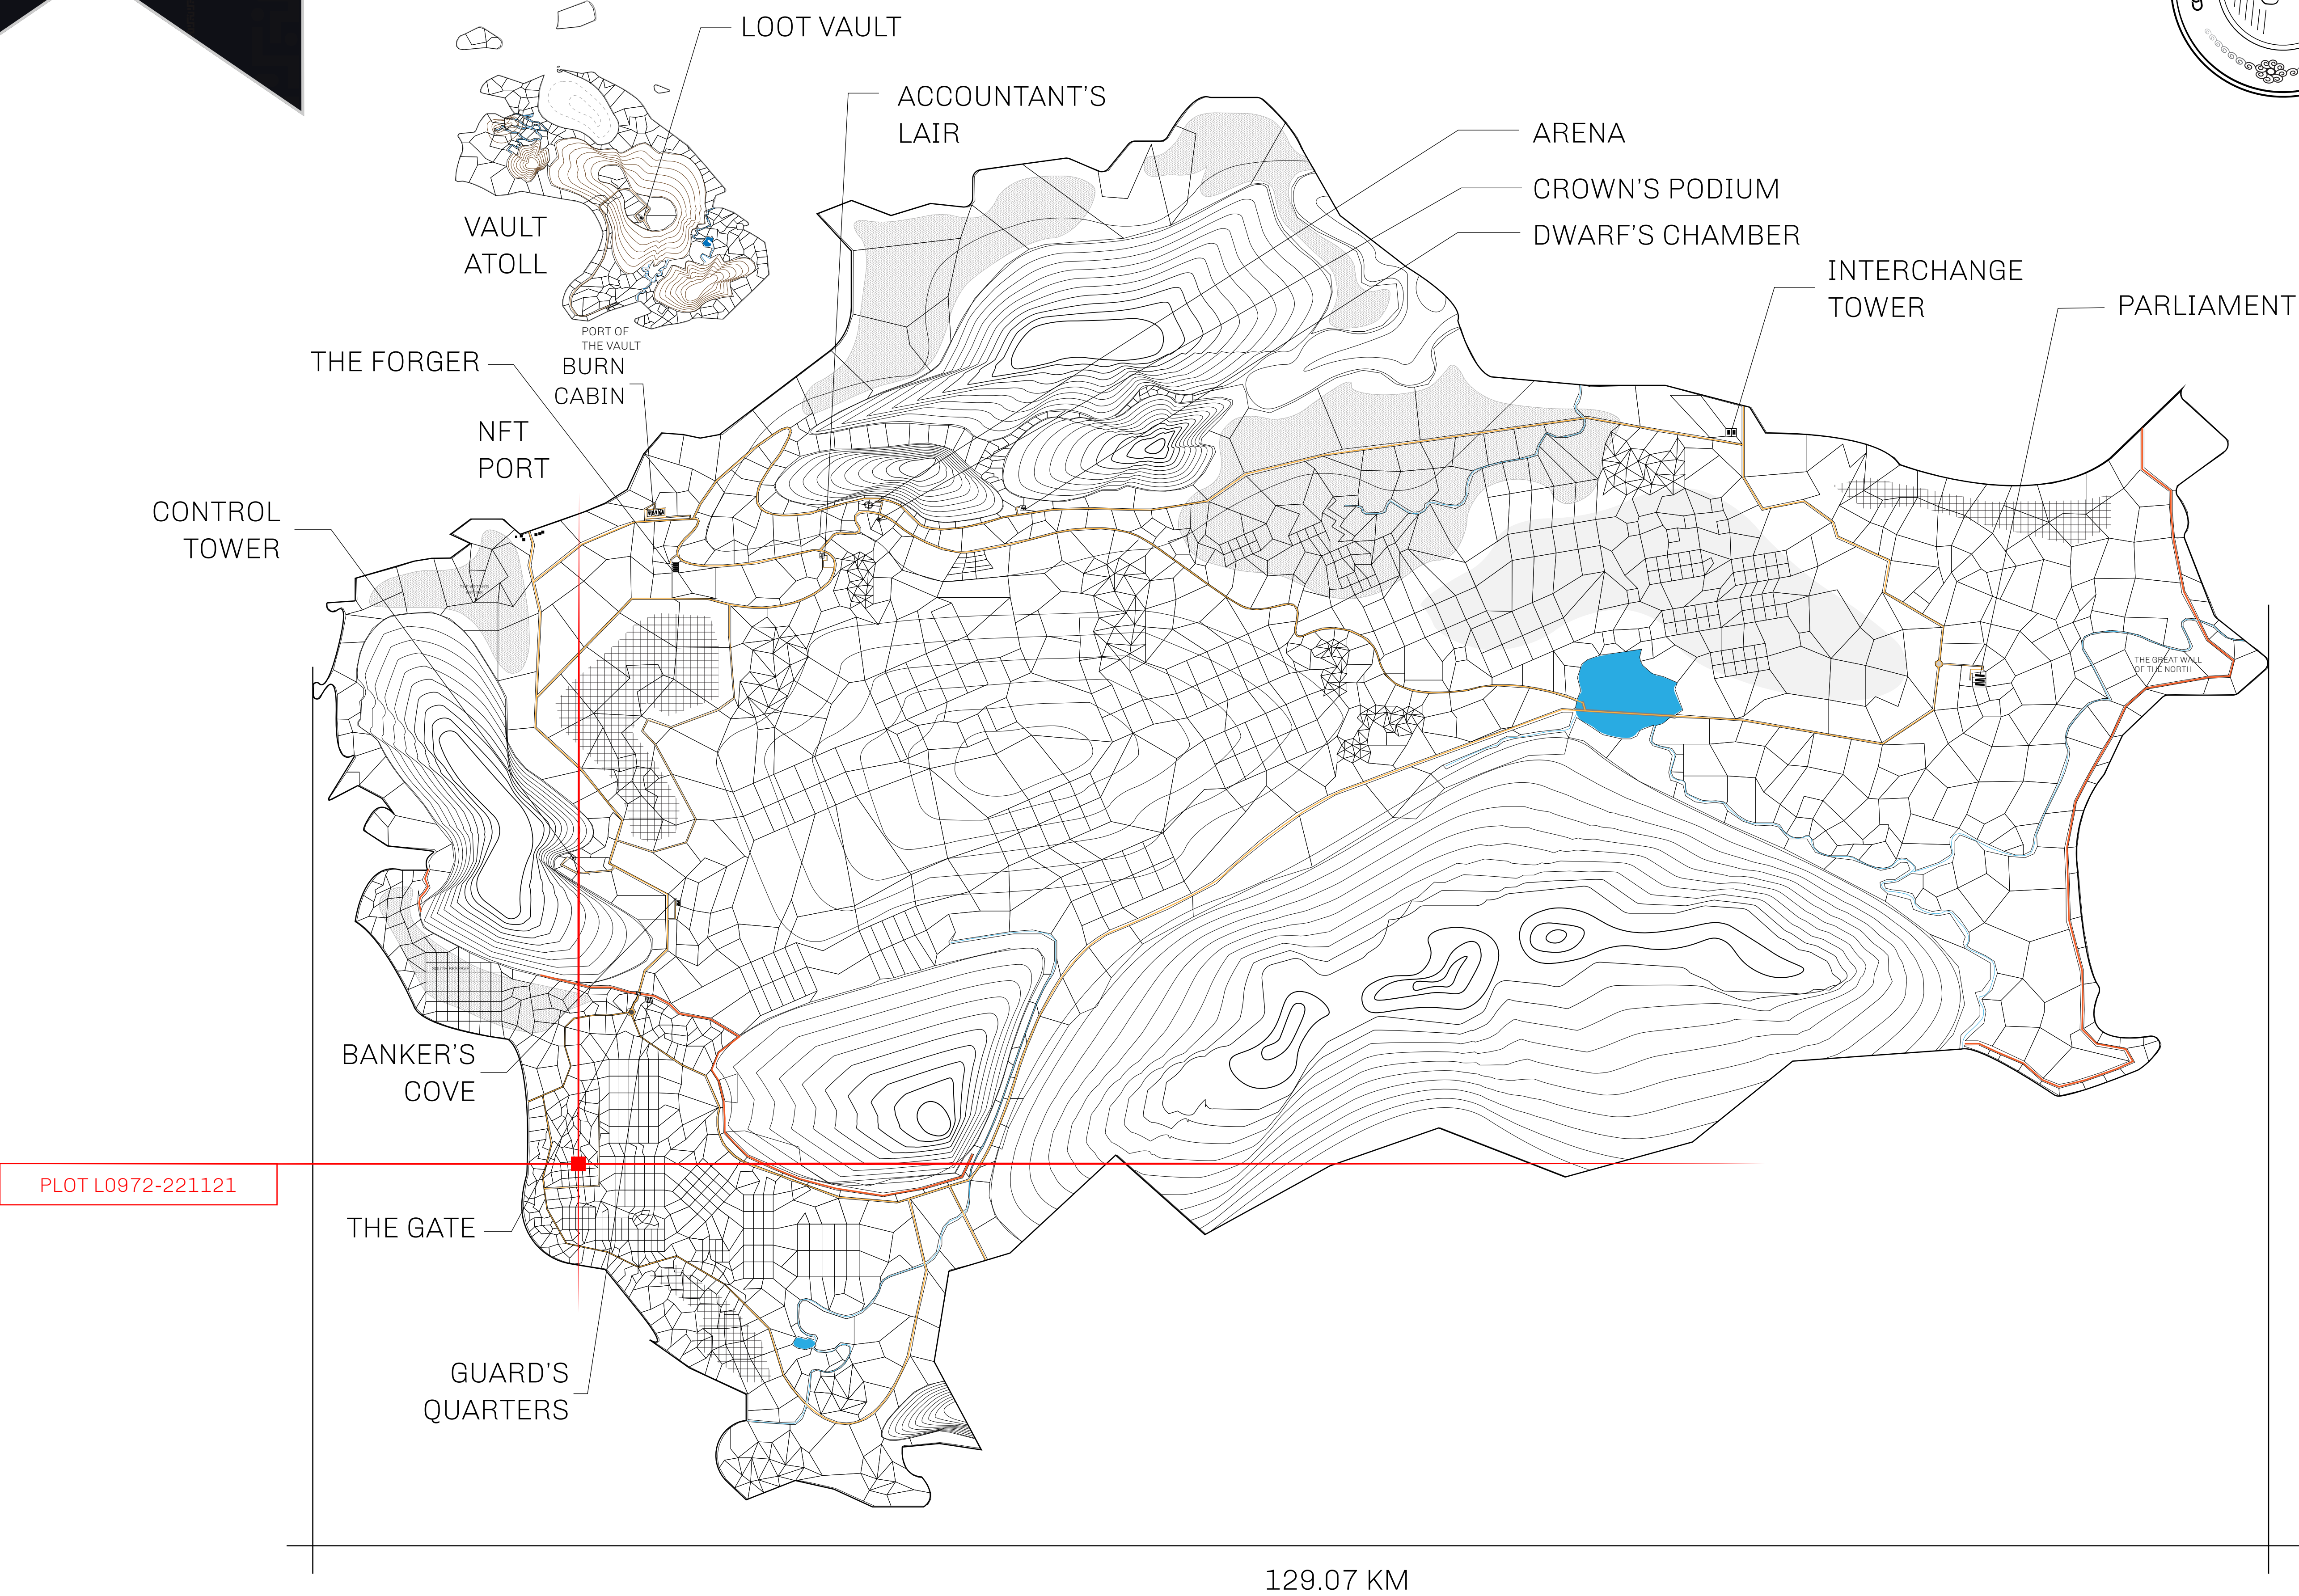 LOOT VAULT
ACCOUNTANT'S
LAIR
ARENA
CROWN'S PODIUM
DWARF'S CHAMBER
VAULT
ATOLL
INTERCHANGE
TOWER
PARLIAMENT
PORT OF
THE VAULT
THE FORGER
BURN
CABIN
NFT
PORT
CONTROL
TOWER
THE GREAT WALL
OF THE NORTH
SOUTH RESERVE
BANKER'S
COVE
PLOT L0972-221121
THE GATE
GUARD'S
QUARTERS
129.07 KM